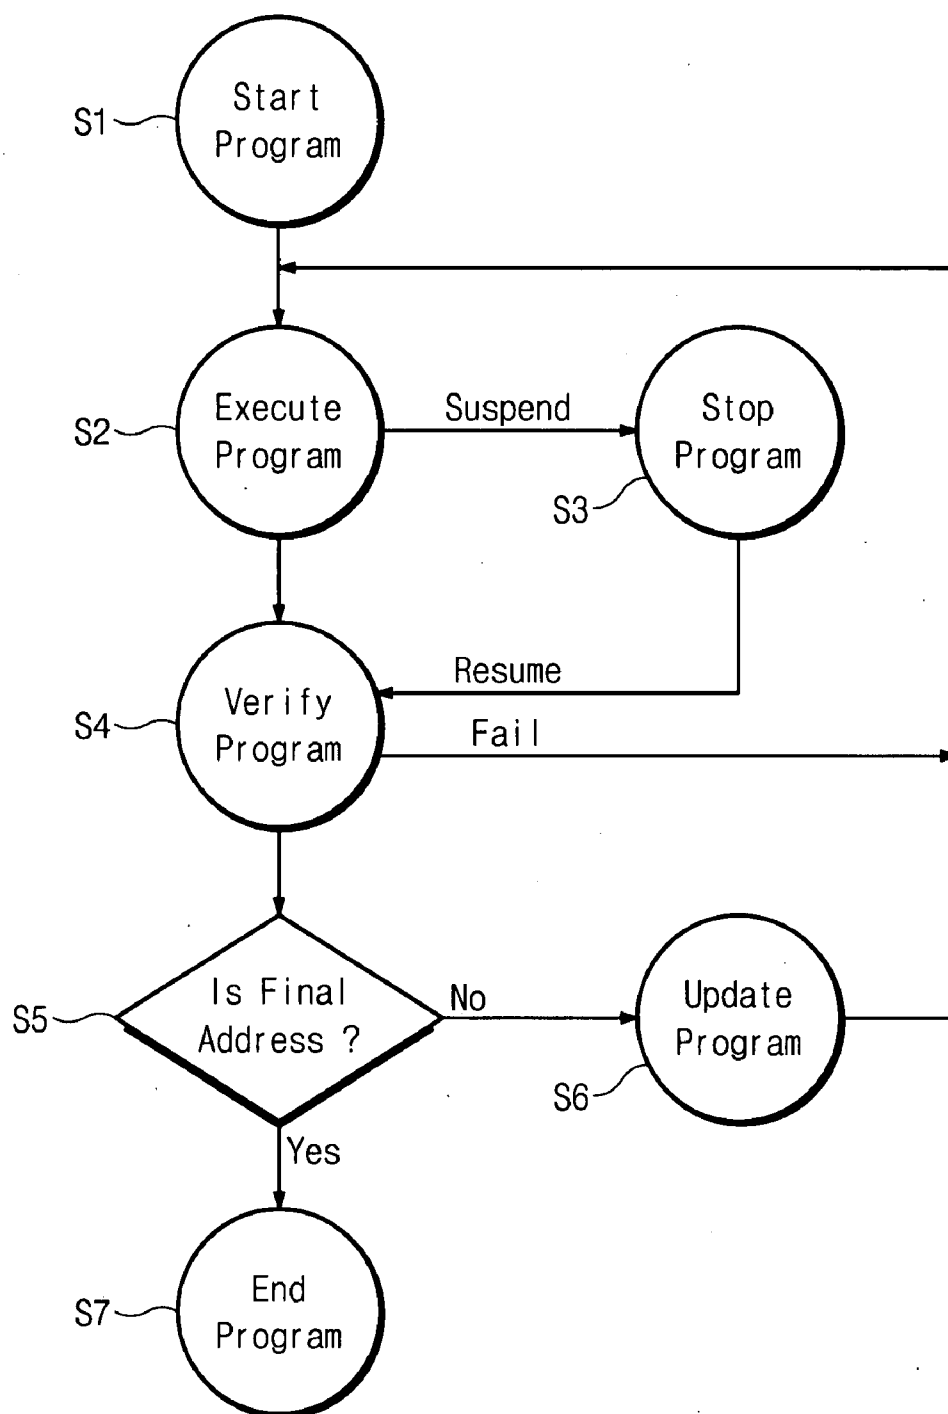 S1
Start
Program
S2
Execute
Program
Suspend
Stop
Program
S3
Resume
S4
Verify
Program
Fail
S5
Is Final
Address ?
No
Update
Program
S6
Yes
S7
End
Program